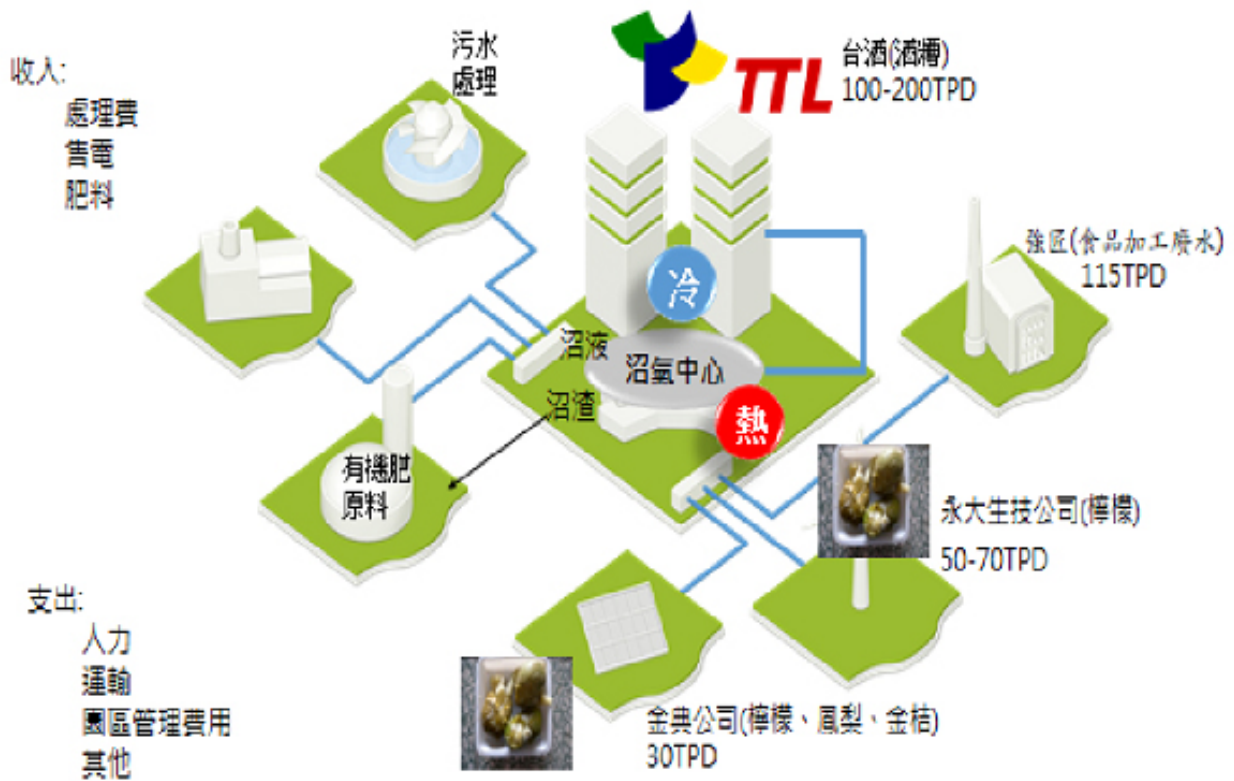 收入:
處理費
售電
肥料
污水
處理
TTL
台酒(酒糟)
100-200TPD
強匠(食品加工廢水)
115TPD
冷
沼液
沼氣中心
沼渣
熱
有機肥
原料
永大生技公司(檸檬)
50-70TPD
支出:
人力
運輸
園區管理費用
其他
金典公司(檸檬、鳳梨、金桔)
30TPD